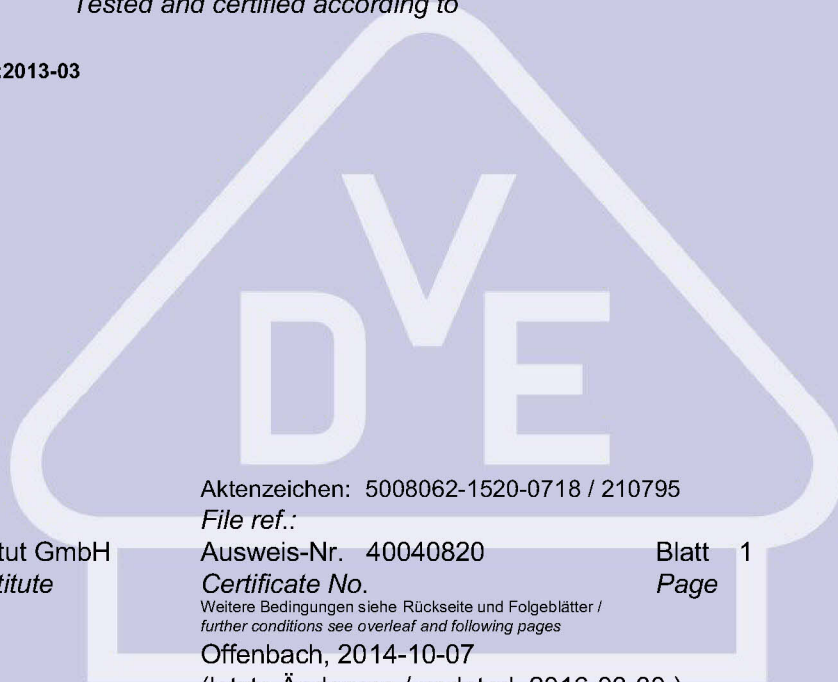 Tested and certified according to
:2013-03
V
D E
Aktenzeichen: 5008062-1520-0718 / 210795
File ref.:
tut GmbH Ausweis-Nr. 40040820 Blatt 1
titute Certificate No. Page
Weitere Bedingungen siehe Rückseite und Folgeblätter /
further conditions see overleaf and following pages
Offenbach, 2014-10-07